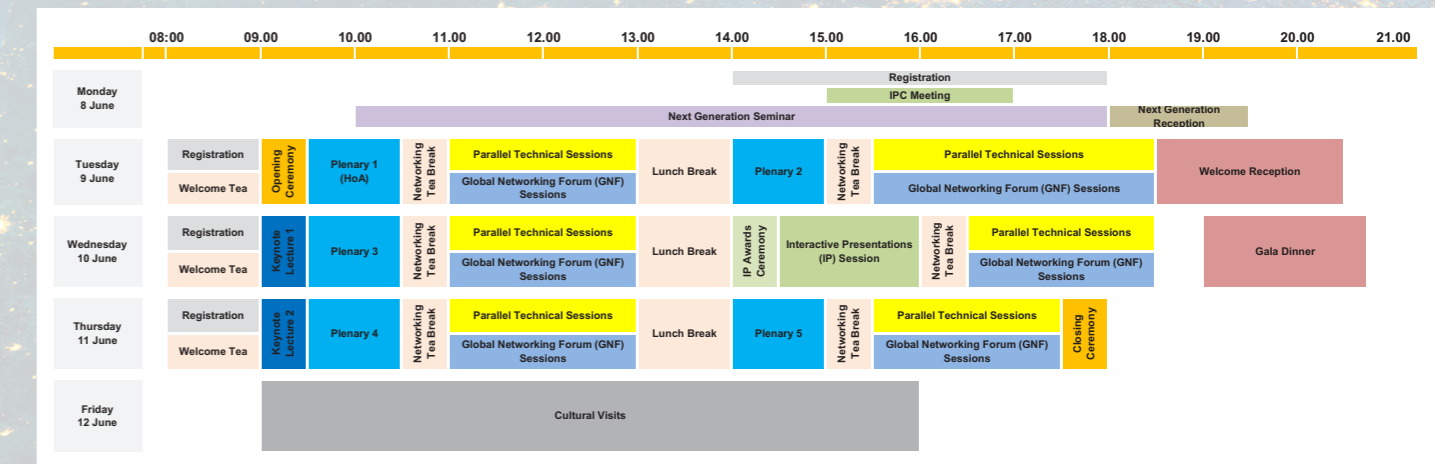 08:00 09.00 10.00 11.00 12.00 13.00 14.00 15.00 16.00 17.00 18.00 19.00 20.00 21.00
Monday
8 June
Registration
IPC Meeting
Next Generation Seminar
Next Generation
Reception
Tuesday
9 June
Registration
Welcome Tea
Opening
Ceremony
Plenary 1
(HoA)
Networking
Tea Break
Parallel Technical Sessions
Global Networking Forum (GNF)
Sessions
Lunch Break
Plenary 2
Networking
Tea Break
Parallel Technical Sessions
Global Networking Forum (GNF) Sessions
Welcome Reception
Wednesday
10 June
Registration
Welcome Tea
Keynote
Lecture 1
Plenary 3
Networking
Tea Break
Parallel Technical Sessions
Global Networking Forum (GNF)
Sessions
Lunch Break
IP Awards
Ceremony
Interactive Presentations
(IP) Session
Networking
Tea Break
Parallel Technical Sessions
Global Networking Forum (GNF)
Sessions
Gala Dinner
Thursday
11 June
Registration
Welcome Tea
Keynote
Lecture 2
Plenary 4
Networking
Tea Break
Parallel Technical Sessions
Global Networking Forum (GNF)
Sessions
Lunch Break
Plenary 5
Networking
Tea Break
Parallel Technical Sessions
Global Networking Forum (GNF)
Sessions
Closing
Ceremony
Friday
12 June
Cultural Visits